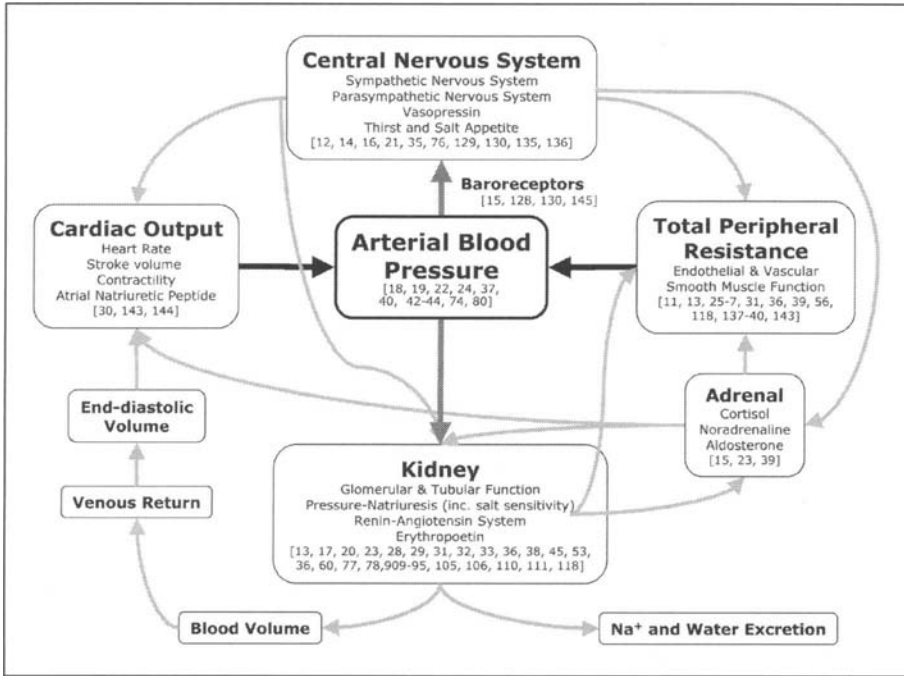 Central Nervous System
Sympathetic Nervous System
Parasympathetic Nervous System
Vasopressin
Thirst and Salt Appetite
[12, 14, 16, 21, 35, 76, 129, 130, 135, 136]
Baroreceptors
[15, 128, 130, 145]
Cardiac Output
Heart Rate
Stroke volume
Contractility
Atrial Natriuretic Peptide
[30, 143, 144]
Arterial Blood
Pressure
[18, 19, 22, 24, 37,
40, 42-44, 74, 80]
Total Peripheral
Resistance
Endothelial & Vascular
Smooth Muscle Function
[11, 13, 25-7, 31, 36, 39, 56,
118, 137-40, 143]
End-diastolic
Volume
Adrenal
Cortisol
Noradrenaline
Aldosterone
[15, 23, 39]
Venous Return
Kidney
Glomerular & Tubular Function
Pressure-Natriuresis (inc. salt sensitivity)
Renin-Angiotensin System
Erythropoetin
[13, 17, 20, 23, 28, 29, 31, 32, 33, 36, 38, 45, 53,
36, 60, 77, 78,909-95, 105, 106, 110, 111, 118]
Blood Volume
Na⁺ and Water Excretion